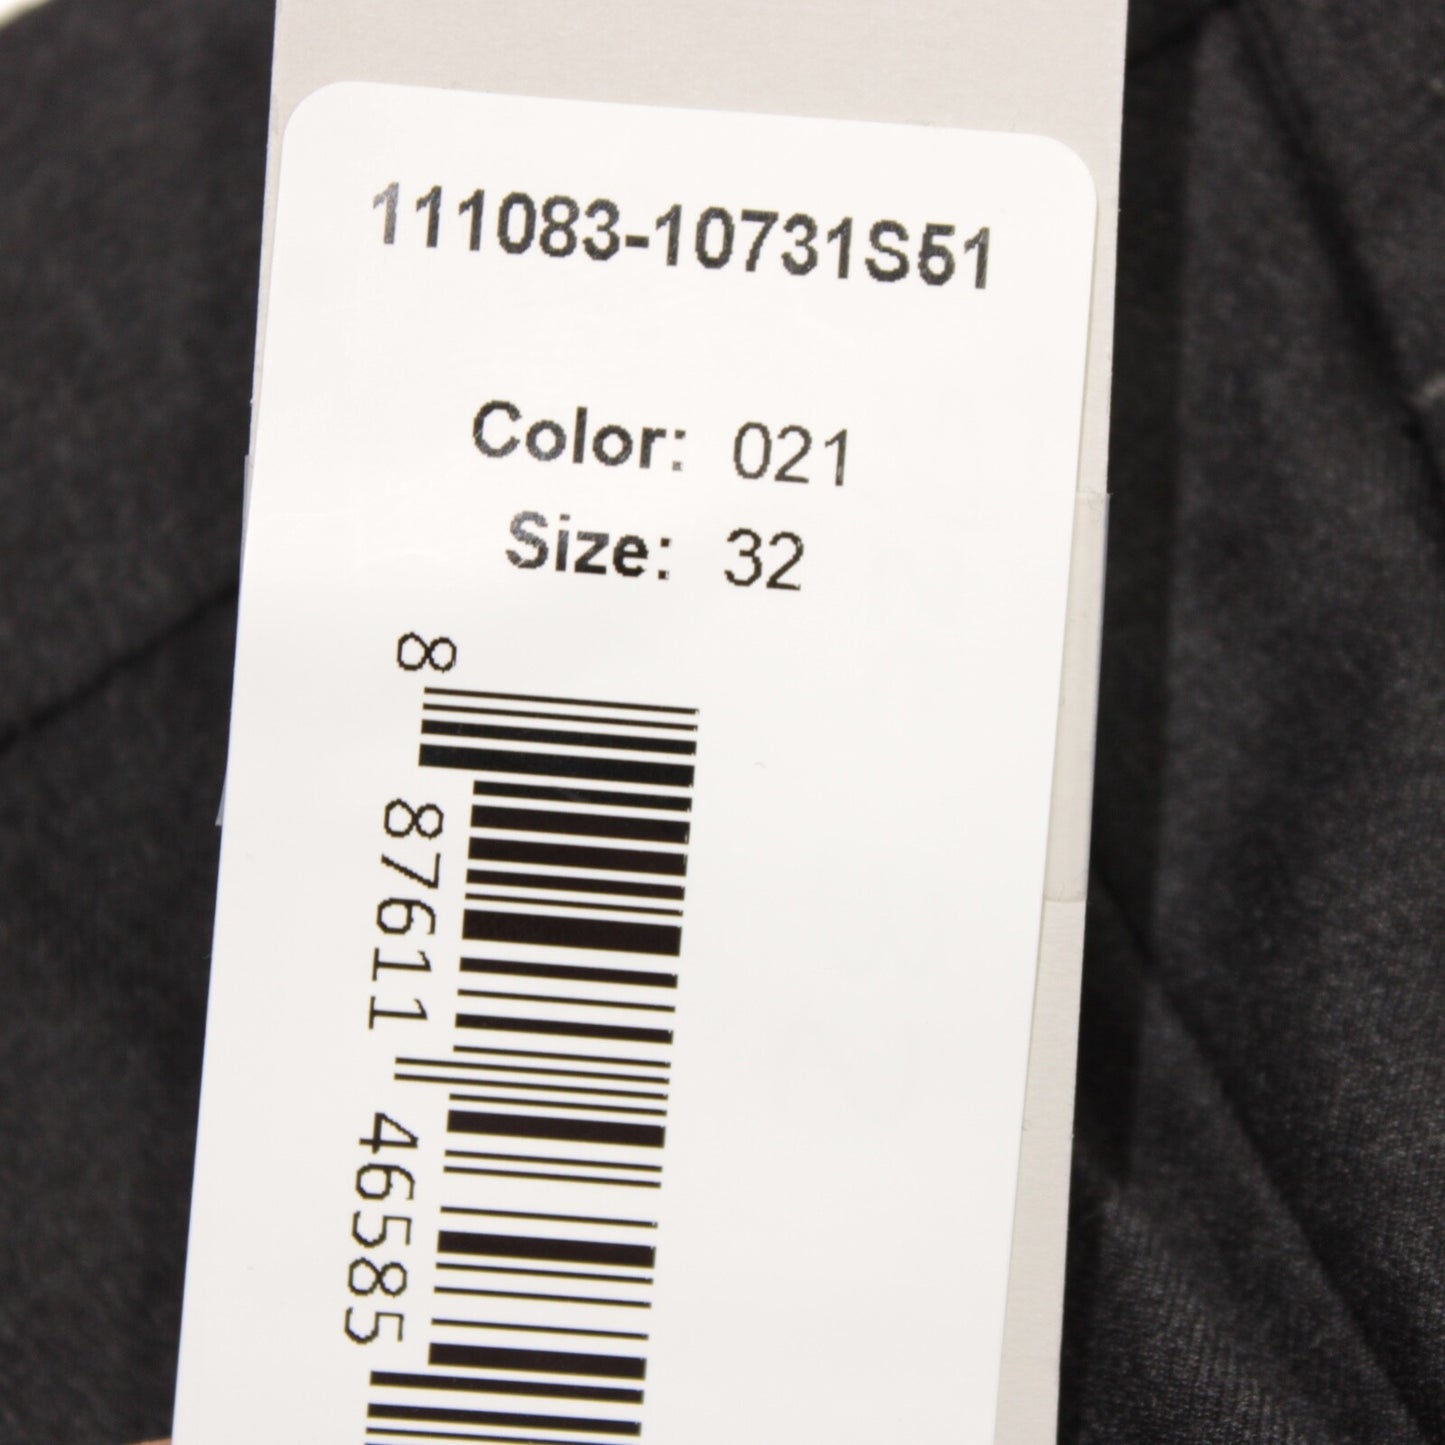 111083-10731S51
Color: 021
Size: 32
8 87611 46585